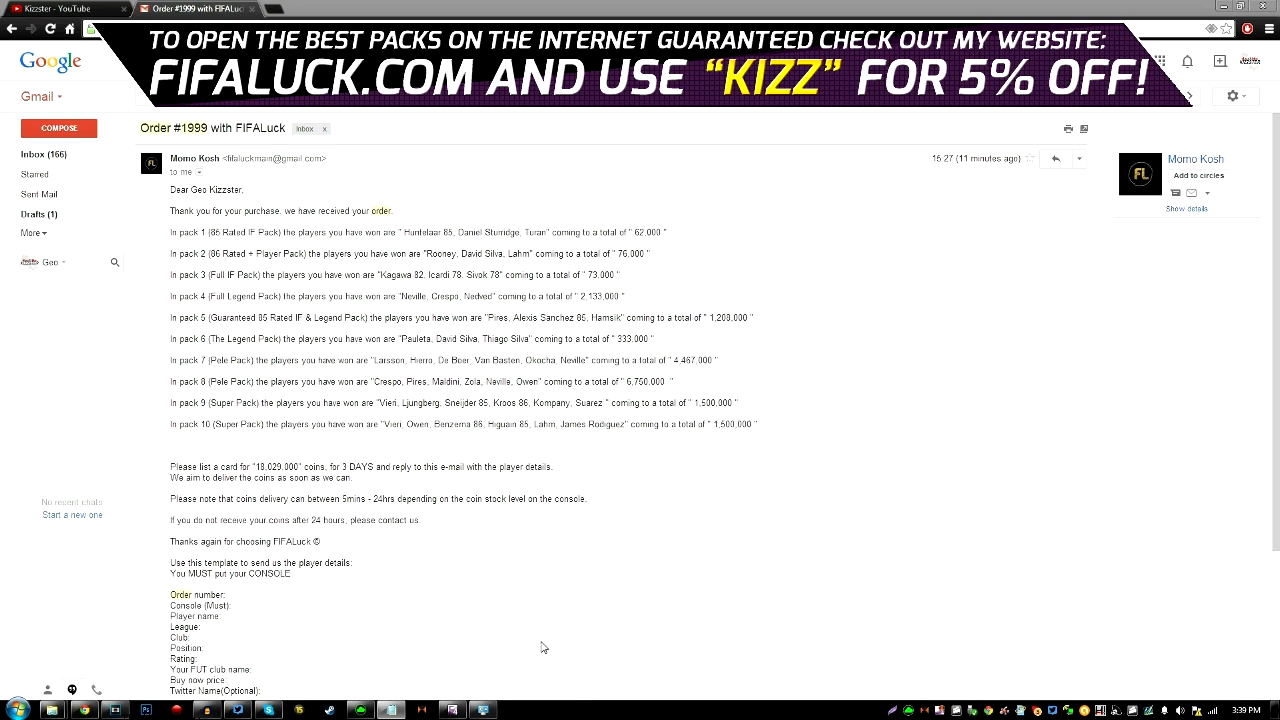 Kizzster - YouTube
Order #1999 with FIFALuck
TO OPEN THE BEST PACKS ON THE INTERNET GUARANTEED CHECK OUT MY WEBSITE:
FIFALUCK.COM AND USE "KIZZ" FOR 5% OFF!
Google
Gmail
COMPOSE
Order #1999 with FIFALuck
Inbox x
Inbox (166)
Starred
Sent Mail
Drafts (1)
More
Geo
Momo Kosh <fifaluckmain@gmail.com>
to me
15:27 (11 minutes ago)
FL
Momo Kosh
Add to circles
Show details
Dear Geo Kizzster,
Thank you for your purchase, we have received your order.
In pack 1 (86 Rated IF Pack) the players you have won are " Huntelaar 85, Daniel Sturridge, Turan" coming to a total of " 62,000 "
In pack 2 (86 Rated + Player Pack) the players you have won are "Rooney, David Silva, Lahm" coming to a total of " 76,000 "
In pack 3 (Full IF Pack) the players you have won are "Kagawa 82, Icardi 78, Sivok 78" coming to a total of " 73,000 "
In pack 4 (Full Legend Pack) the players you have won are "Neville, Crespo, Nedved" coming to a total of " 2,133,000 "
In pack 5 (Guaranteed 85 Rated IF & Legend Pack) the players you have won are "Pires, Alexis Sanchez 85, Hamsik" coming to a total of " 1,208,000 "
In pack 6 (The Legend Pack) the players you have won are "Pauleta, David Silva, Thiago Silva" coming to a total of " 333,000 "
In pack 7 (Pele Pack) the players you have won are "Larsson, Hierro, De Boer, Van Basten, Okocha, Neville" coming to a total of " 4,467,000 "
In pack 8 (Pele Pack) the players you have won are "Crespo, Pires, Maldini, Zola, Neville, Owen" coming to a total of " 6,750,000  "
In pack 9 (Super Pack) the players you have won are "Vieri, Ljungberg, Sneijder 85, Kroos 86, Kompany, Suarez " coming to a total of " 1,500,000 "
In pack 10 (Super Pack) the players you have won are "Vieri, Owen, Benzema 86, Higuain 85, Lahm, James Rodiguez" coming to a total of " 1,500,000 "
Please list a card for "18,029,000" coins, for 3 DAYS and reply to this e-mail with the player details.
We aim to deliver the coins as soon as we can.
Please note that coins delivery can between 5mins - 24hrs depending on the coin stock level on the console.
If you do not receive your coins after 24 hours, please contact us.
Thanks again for choosing FIFALuck ©
Use this template to send us the player details:
You MUST put your CONSOLE
Order number:
Console (Must):
Player name:
League:
Club:
Position:
Rating:
Your FUT club name:
Buy now price:
Twitter Name(Optional):
No recent chats
Start a new one
3:39 PM